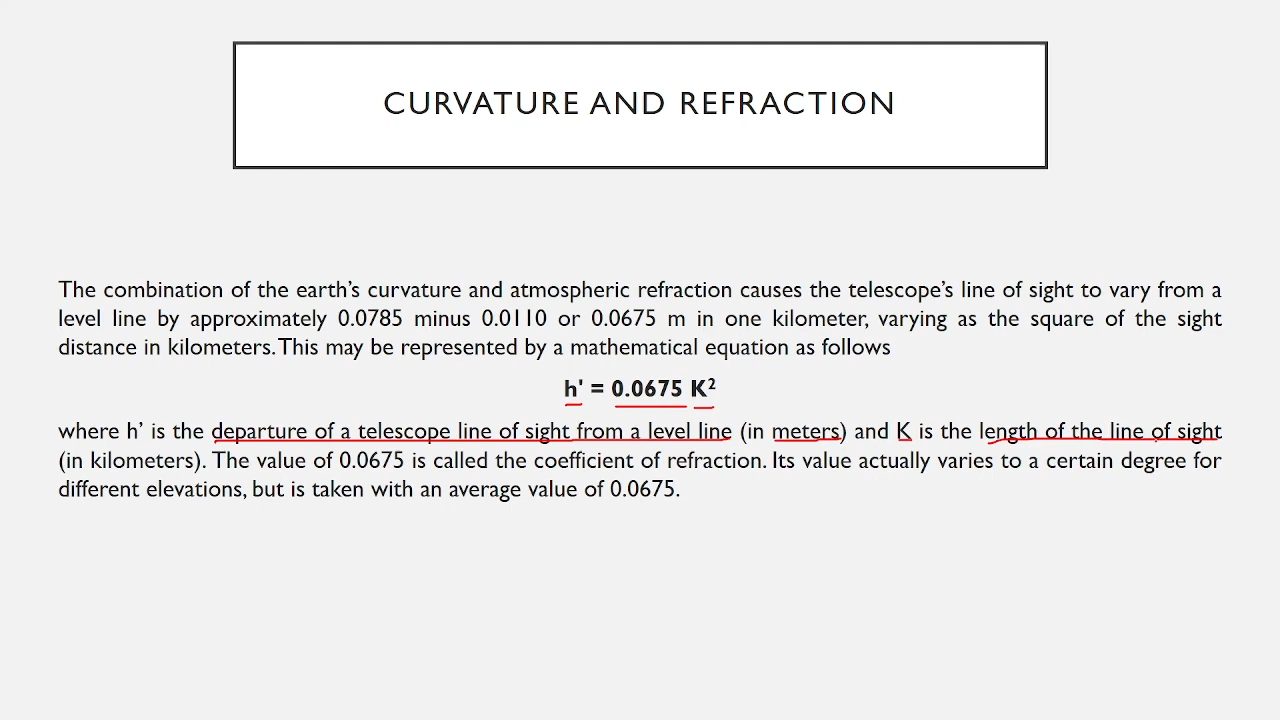 CURVATURE AND REFRACTION
The combination of the earth's curvature and atmospheric refraction causes the telescope's line of sight to vary from a
level line by approximately 0.0785 minus 0.0110 or 0.0675 m in one kilometer, varying as the square of the sight
distance in kilometers. This may be represented by a mathematical equation as follows
h' = 0.0675 K²
where h' is the departure of a telescope line of sight from a level line (in meters) and K is the length of the line of sight
(in kilometers). The value of 0.0675 is called the coefficient of refraction. Its value actually varies to a certain degree for
different elevations, but is taken with an average value of 0.0675.